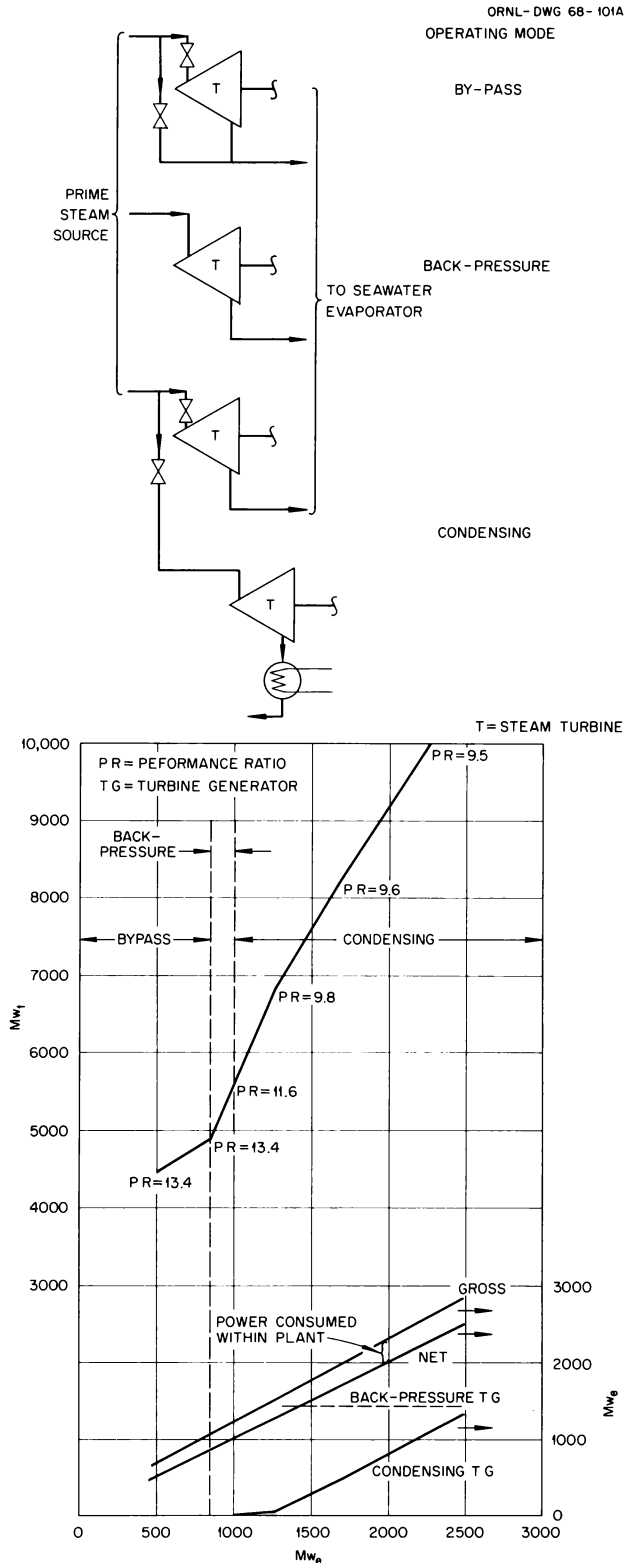 ORNL-DWG 68-101A
OPERATING MODE
BY-PASS
T
PRIME
STEAM
SOURCE
T
BACK-PRESSURE
TO SEAWATER
EVAPORATOR
T
CONDENSING
T
T=STEAM TURBINE
10,000
PR=PEFORMANCE RATIO
TG=TURBINE GENERATOR
PR=9.5
9000
BACK-
PRESSURE
8000
PR=9.6
BYPASS
CONDENSING
7000
PR=9.8
Mwt
6000
PR=11.6
5000
PR=13.4
PR=13.4
4000
3000
GROSS
3000
POWER CONSUMED
WITHIN PLANT
NET
2000
BACK-PRESSURE TG
Mwe
1000
CONDENSING TG
0
0
500
1000
1500
2000
2500
3000
Mwe